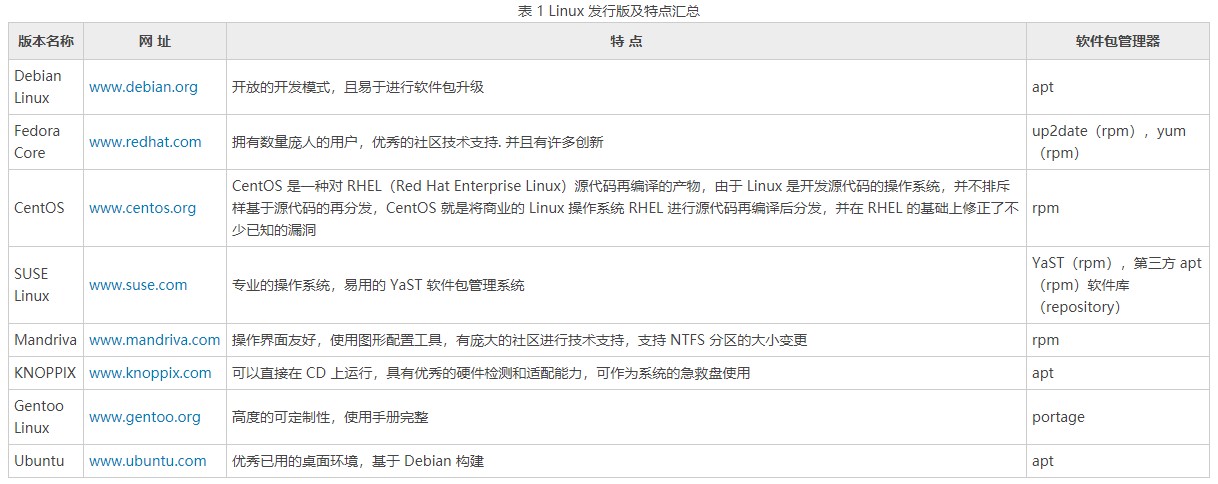 表 1 Linux 发行版及特点汇总
版本名称 网 址 特 点 软件包管理器
Debian
Linux
www.debian.org
开放的开发模式，且易于进行软件包升级
apt
Fedora
Core
www.redhat.com
拥有数量庞人的用户，优秀的社区技术支持. 并且有许多创新
up2date（rpm），yum
（rpm）
CentOS
www.centos.org
CentOS 是一种对 RHEL（Red Hat Enterprise Linux）源代码再编译的产物，由于 Linux 是开发源代码的操作系统，并不排斥
样基于源代码的再分发，CentOS 就是将商业的 Linux 操作系统 RHEL 进行源代码再编译后分发，并在 RHEL 的基础上修正了不
少已知的漏洞
rpm
SUSE
Linux
www.suse.com
专业的操作系统，易用的 YaST 软件包管理系统
YaST（rpm），第三方 apt
（rpm）软件库
（repository）
Mandriva
www.mandriva.com
操作界面友好，使用图形配置工具，有庞大的社区进行技术支持，支持 NTFS 分区的大小变更
rpm
KNOPPIX
www.knoppix.com
可以直接在 CD 上运行，具有优秀的硬件检测和适配能力，可作为系统的急救盘使用
apt
Gentoo
Linux
www.gentoo.org
高度的可定制性，使用手册完整
portage
Ubuntu
www.ubuntu.com
优秀已用的桌面环境，基于 Debian 构建
apt